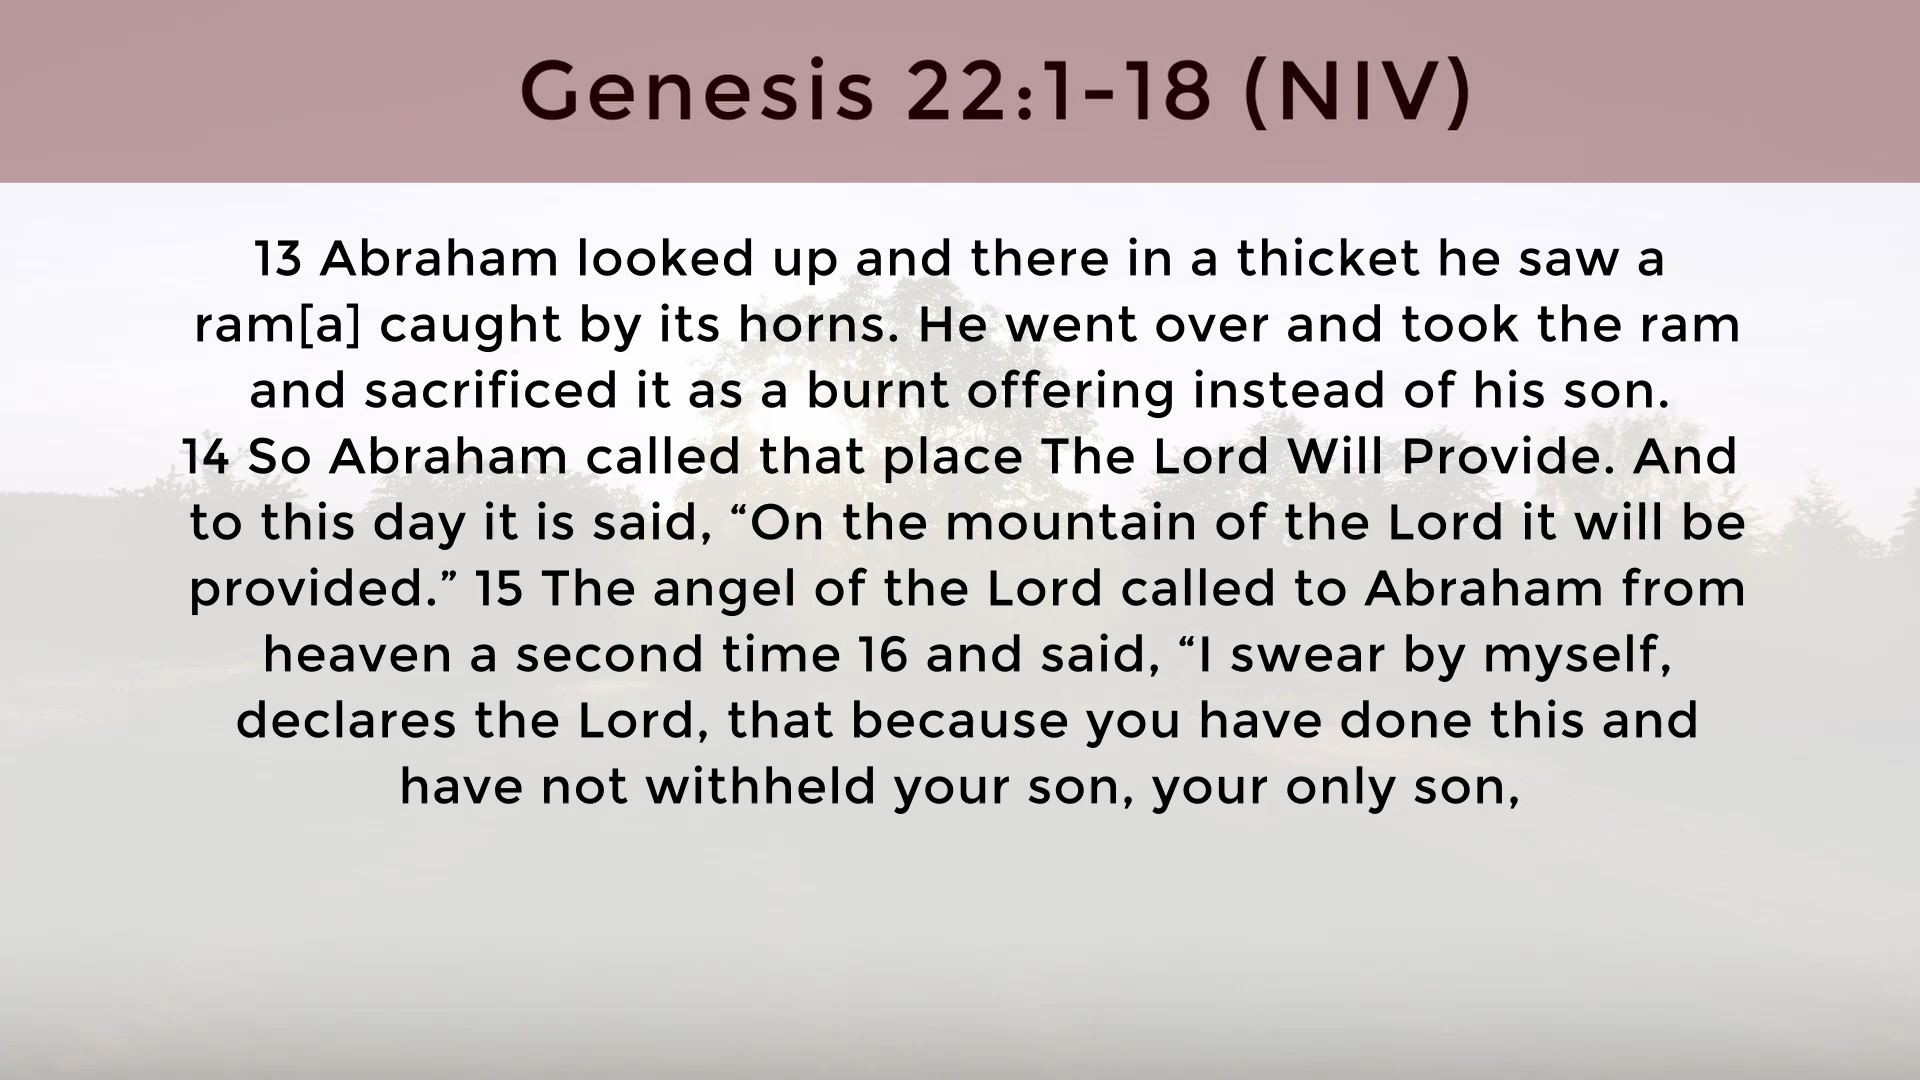 Genesis 22:1-18 (NIV)
13 Abraham looked up and there in a thicket he saw a
ram[a] caught by its horns. He went over and took the ram
and sacrificed it as a burnt offering instead of his son.
14 So Abraham called that place The Lord Will Provide. And
to this day it is said, “On the mountain of the Lord it will be
provided.” 15 The angel of the Lord called to Abraham from
heaven a second time 16 and said, “I swear by myself,
declares the Lord, that because you have done this and
have not withheld your son, your only son,